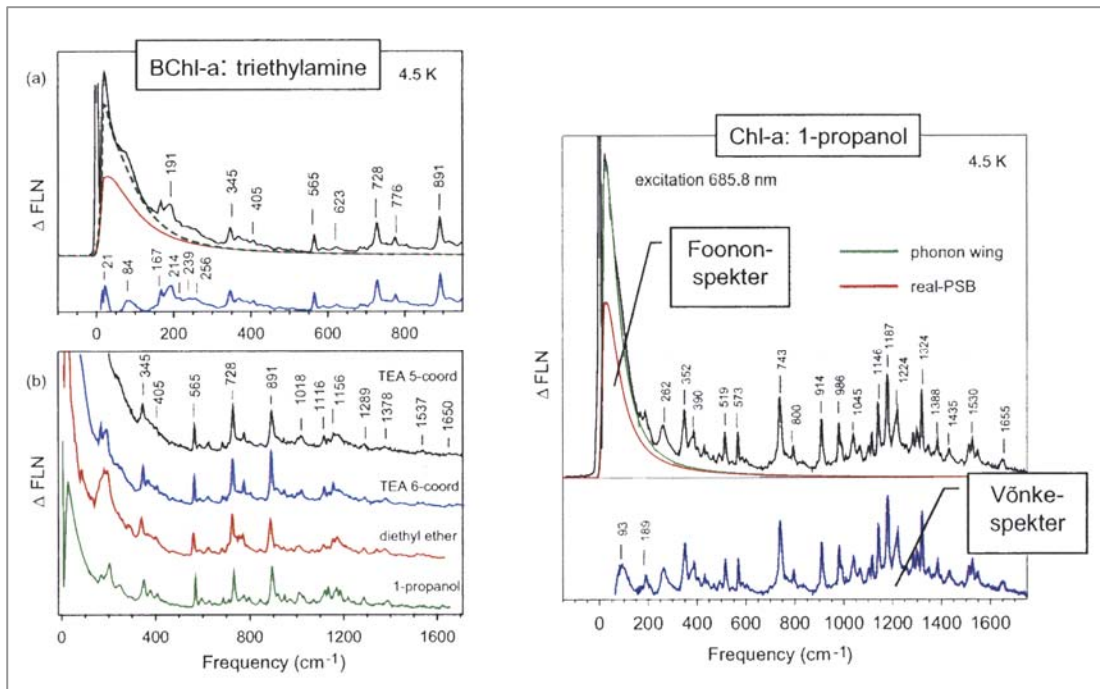 BChl-a: triethylamine
(a)
4.5 K
Δ FLN
191
345
405
565
623
728
776
891
21
84
167
214
239
256
0
200
400
600
800
(b)
Δ FLN
345
405
565
728
891
1018
1116
1156
1289
1378
1537
1650
TEA 5-coord
TEA 6-coord
diethyl ether
1-propanol
0
400
800
1200
1600
Frequency (cm⁻¹)
Chl-a: 1-propanol
4.5 K
excitation 685.8 nm
Δ FLN
Foonon-
spekter
phonon wing
real-PSB
262
352
390
519
573
743
800
914
986
1045
1146
1187
1224
1324
1388
1435
1530
1655
Võnke-
spekter
93
189
0
200
400
600
800
1000
1200
1400
1600
Frequency (cm⁻¹)